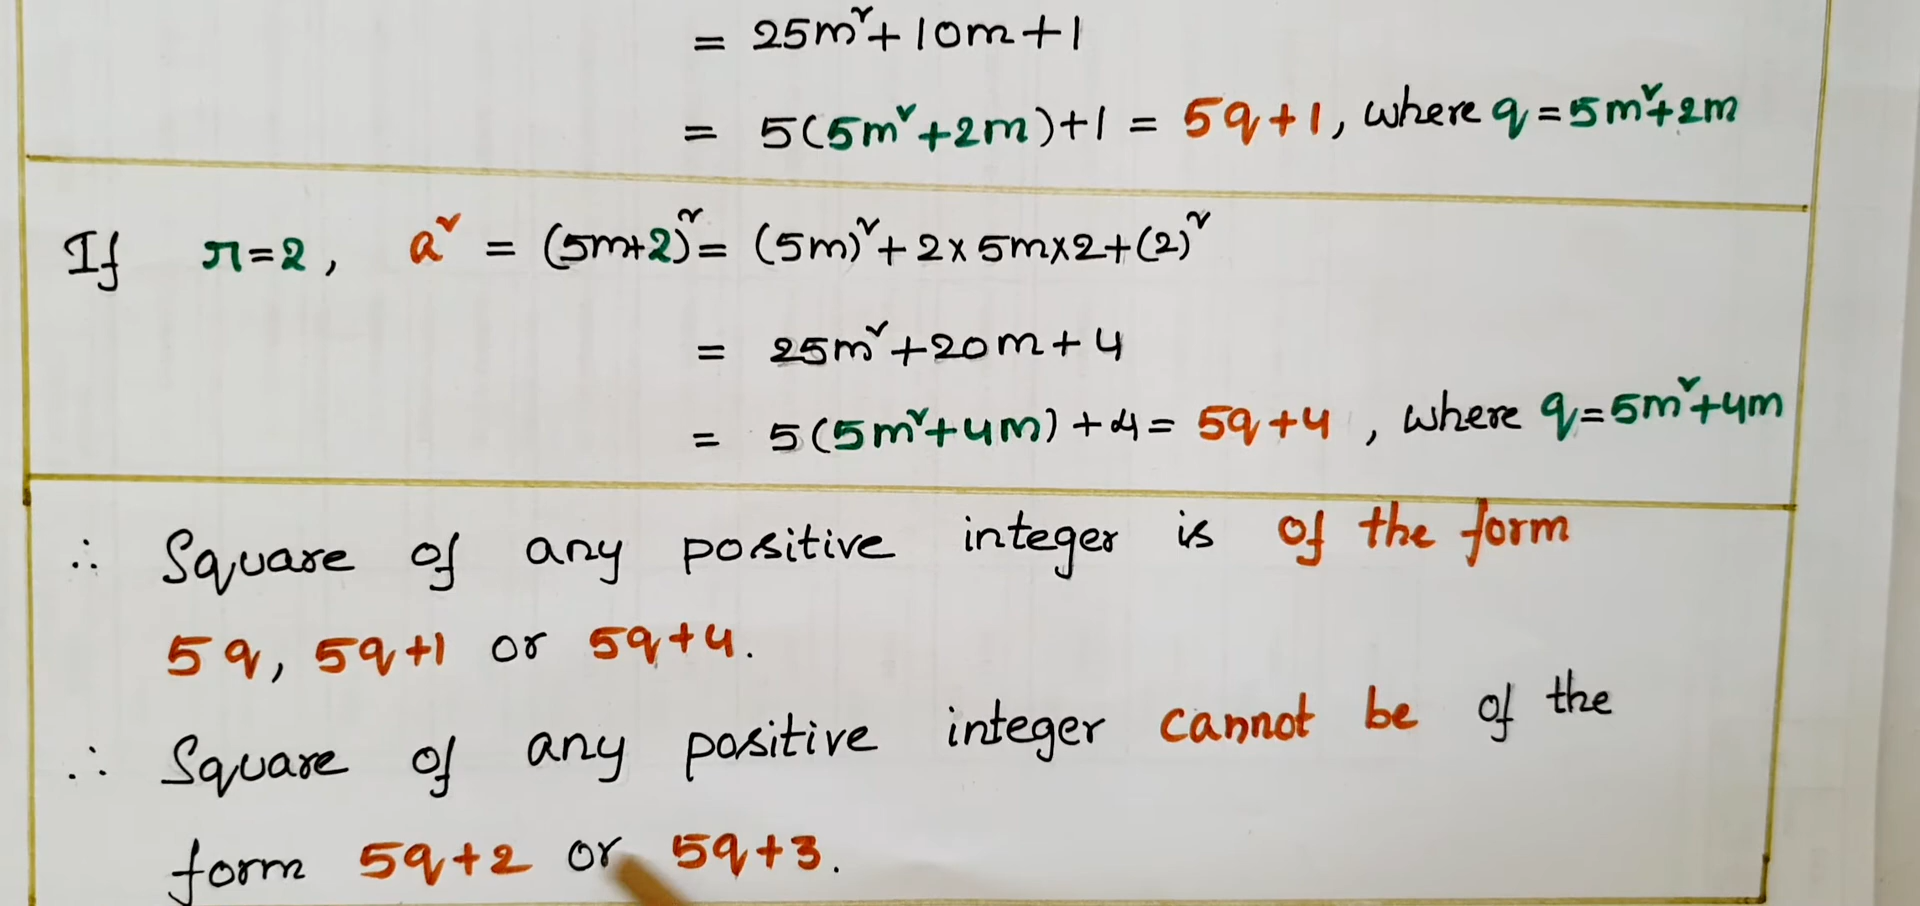 = 25m² + 10m + 1
= 5(5m² + 2m) + 1 = 5q + 1, where q = 5m² + 2m
If r = 2, a² = (5m+2)² = (5m)² + 2 × 5m × 2 + (2)²
= 25m² + 20m + 4
= 5(5m² + 4m) + 4 = 5q + 4, where q = 5m² + 4m
∴ Square of any positive integer is of the form
5q, 5q+1 or 5q+4.
∴ Square of any positive integer cannot be of the
form 5q+2 or 5q+3.